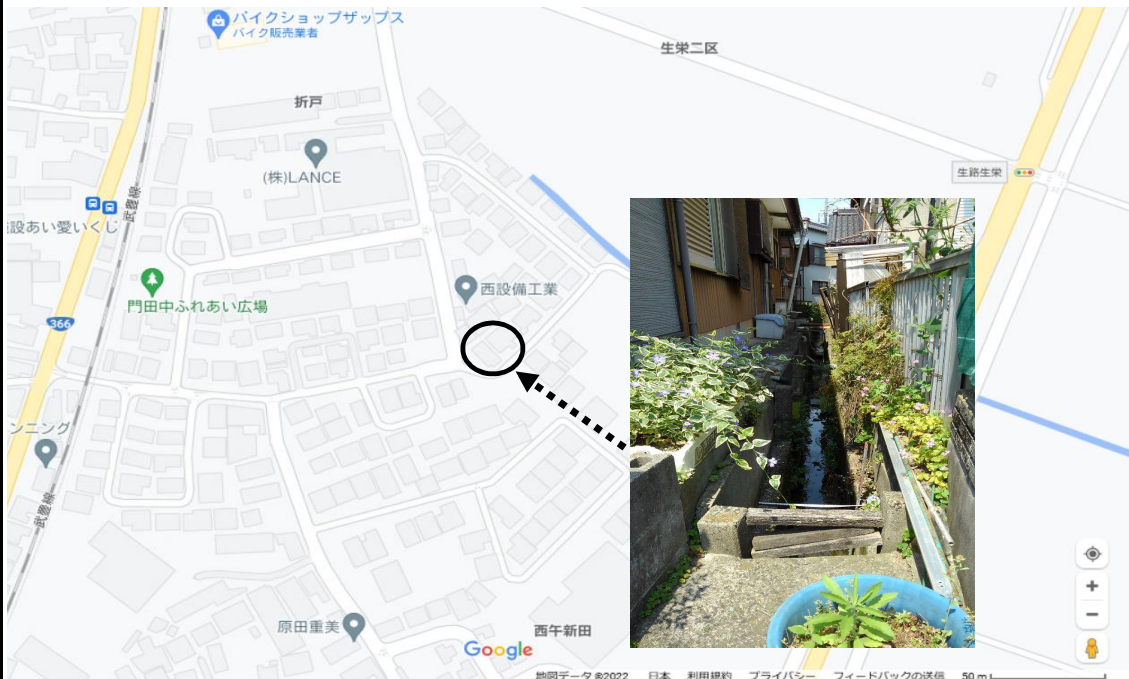 バイクショップザップス
バイク販売業者
生栄二区
折戸
(株)LANCE
生路生栄
武豊線
設あい愛いくじ
門田中ふれあい広場
西設備工業
366
ンニング
武豊線
原田重美
西午新田
Google
地図データ ©2022 日本 利用規約 プライバシー フィードバックの送信 50 m